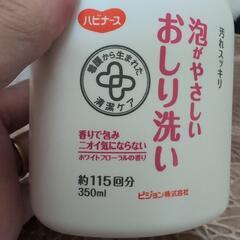 ハビナース
汚れスッキリ
泡がやさしい
おしり洗い
看護から生まれた
清潔ケア
香りで包み
ニオイ気にならない
ホワイトフローラルの香り
約115回分
350ml
ピジョン株式会社